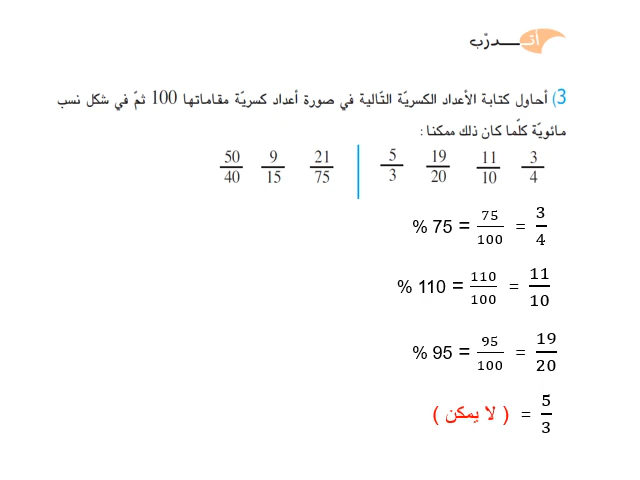 أتـــدرّب
3) أحاول كتابة الأعداد الكسريّة التّالية في صورة أعداد كسريّة مقاماتها 100 ثمّ في شكل نسب
مائويّة كلّما كان ذلك ممكنا :
3/4 11/10 19/20 5/3 | 21/75 9/15 50/40
3/4 = 75/100 = 75 %
11/10 = 110/100 = 110 %
19/20 = 95/100 = 95 %
5/3 = ( لا يمكن )